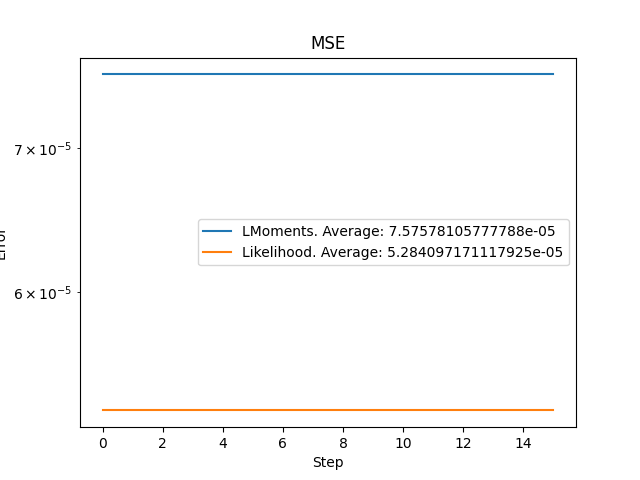 MSE
7 × 10⁻⁵
6 × 10⁻⁵
Error
LMoments. Average: 7.57578105777788e-05
Likelihood. Average: 5.284097171117925e-05
0 2 4 6 8 10 12 14
Step